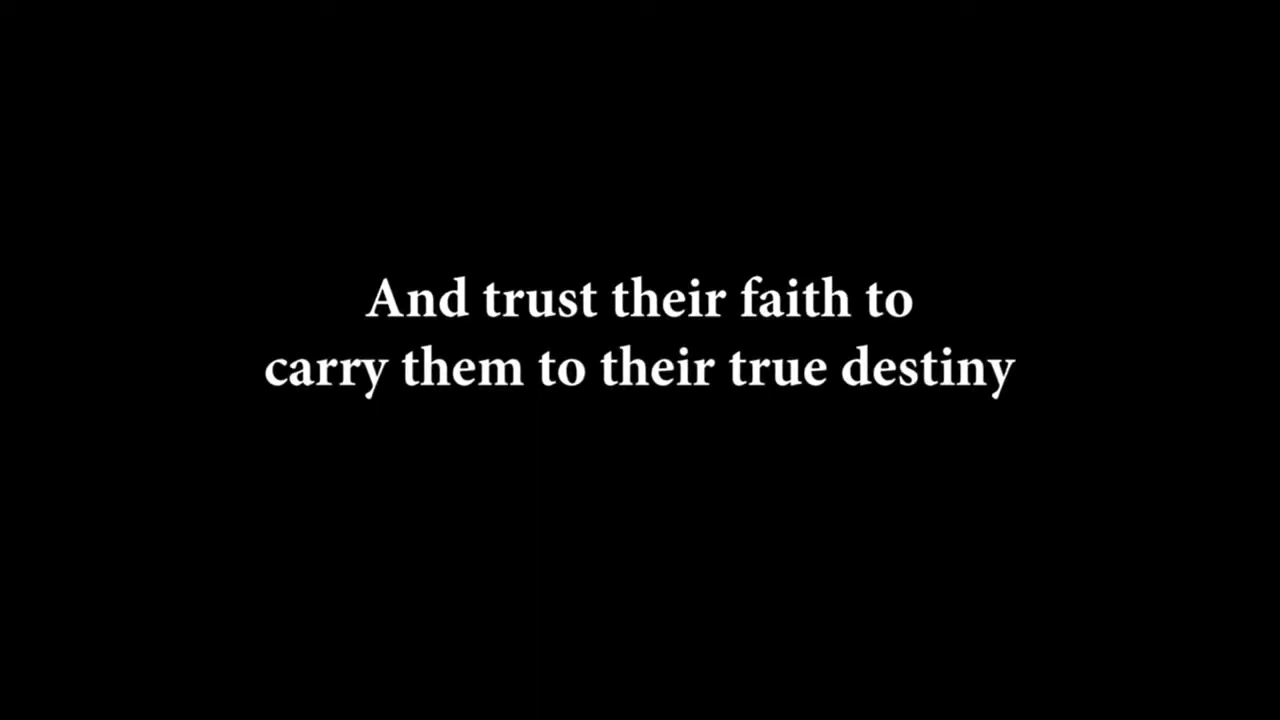 And trust their faith to
carry them to their true destiny